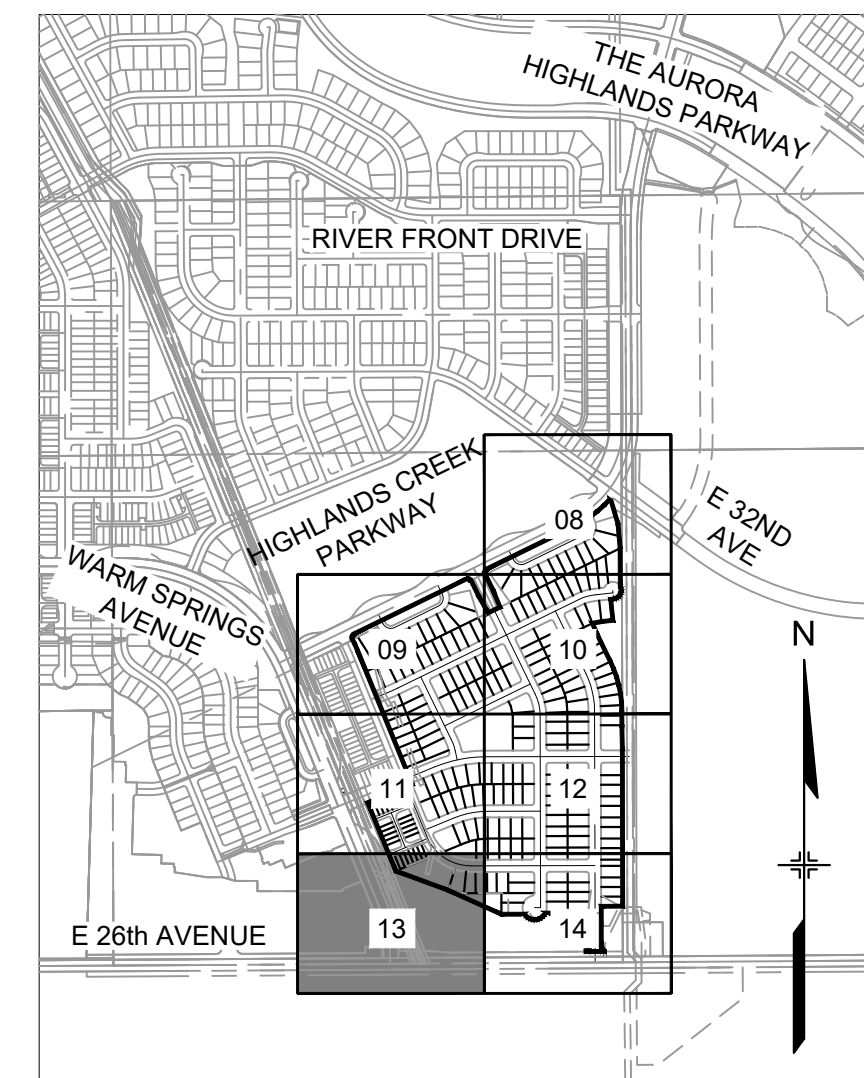 THE AURORA
HIGHLANDS PARKWAY
RIVER FRONT DRIVE
HIGHLANDS CREEK
PARKWAY
08
E 32ND
AVE
WARM SPRINGS
AVENUE
N
09
10
11
12
E 26th AVENUE
13
14